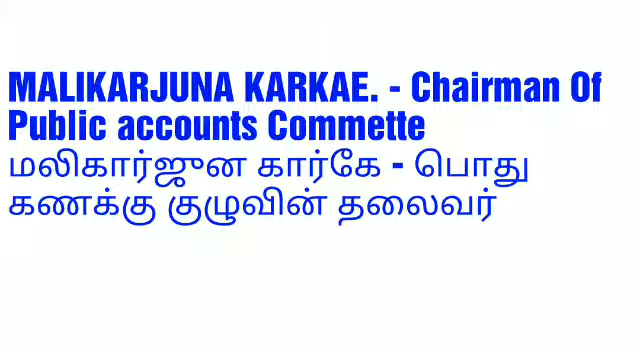 MALIKARJUNA KARKAE. - Chairman Of
Public accounts Commette
மலிகார்ஜுன கார்கே - பொது
கணக்கு குழுவின் தலைவர்